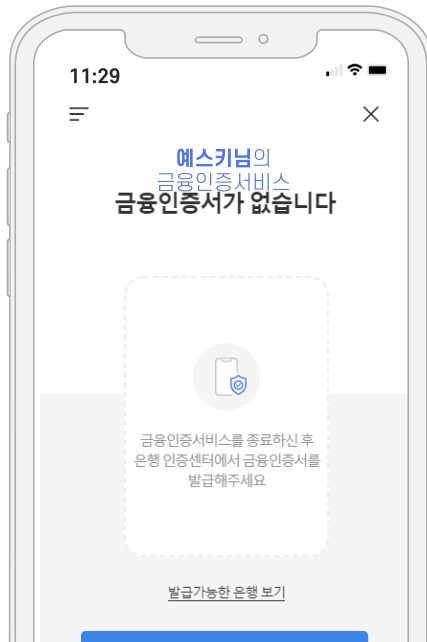 11:29
예스키님의
금융인증서비스
금융인증서가 없습니다
금융인증서비스를 종료하신 후
은행 인증센터에서 금융인증서를
발급해주세요
발급가능한 은행 보기